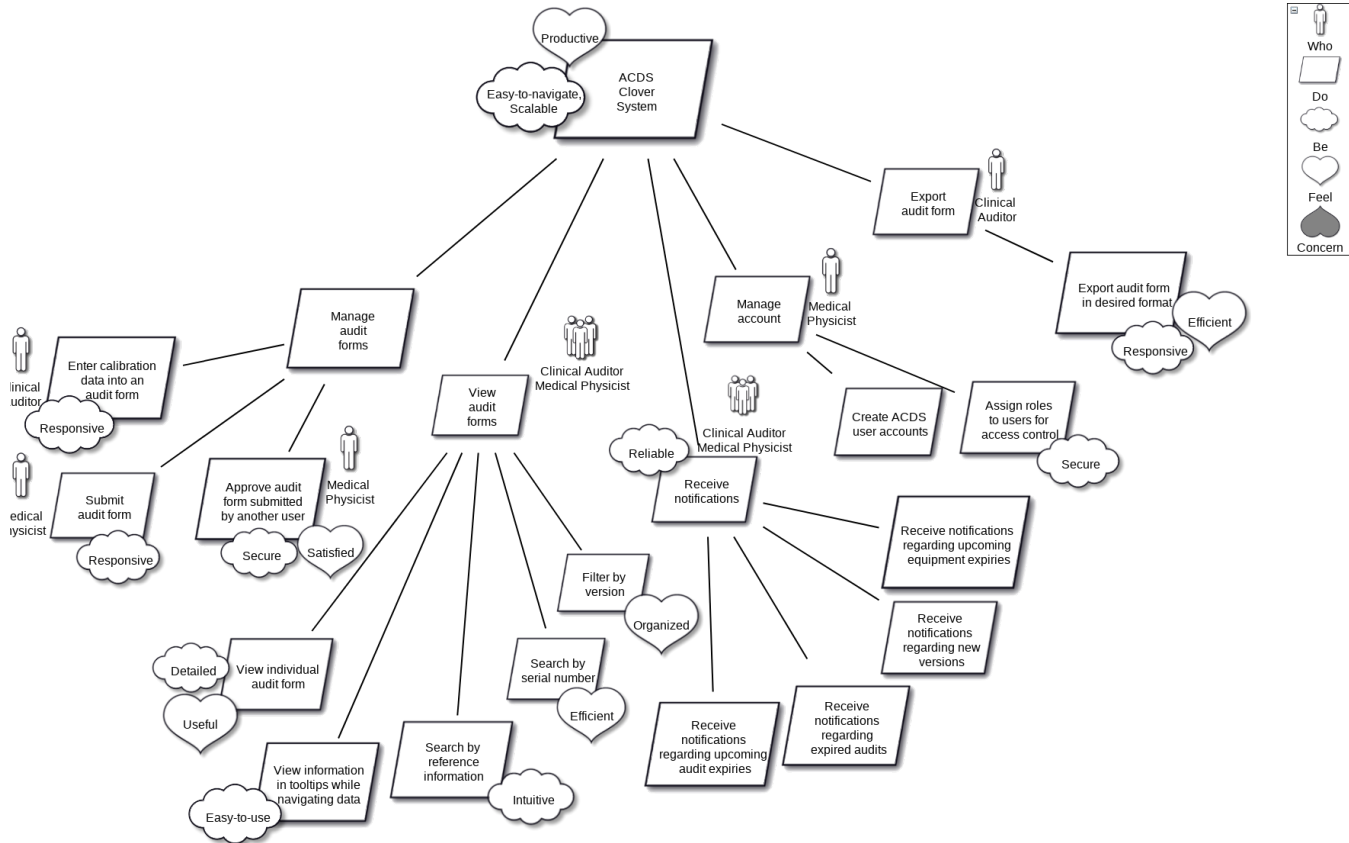 Productive
Easy-to-navigate,
Scalable
ACDS
Clover
System
Who
Do
Be
Feel
Concern
Export
audit form
Clinical
Auditor
Export audit form
in desired format
Efficient
Responsive
Manage
account
Medical
Physicist
Create ACDS
user accounts
Assign roles
to users for
access control
Secure
Manage
audit
forms
linical
uditor
Enter calibration
data into an
audit form
Responsive
edical
ysicist
Submit
audit form
Responsive
Approve audit
form submitted
by another user
Medical
Physicist
Secure
Satisfied
View
audit
forms
Clinical Auditor
Medical Physicist
View individual
audit form
Detailed
Useful
View information
in tooltips while
navigating data
Easy-to-use
Search by
reference
information
Intuitive
Search by
serial number
Efficient
Filter by
version
Organized
Clinical Auditor
Medical Physicist
Reliable
Receive
notifications
Receive notifications
regarding upcoming
equipment expiries
Receive
notifications
regarding new
versions
Receive
notifications
regarding
expired audits
Receive
notifications
regarding upcoming
audit expiries